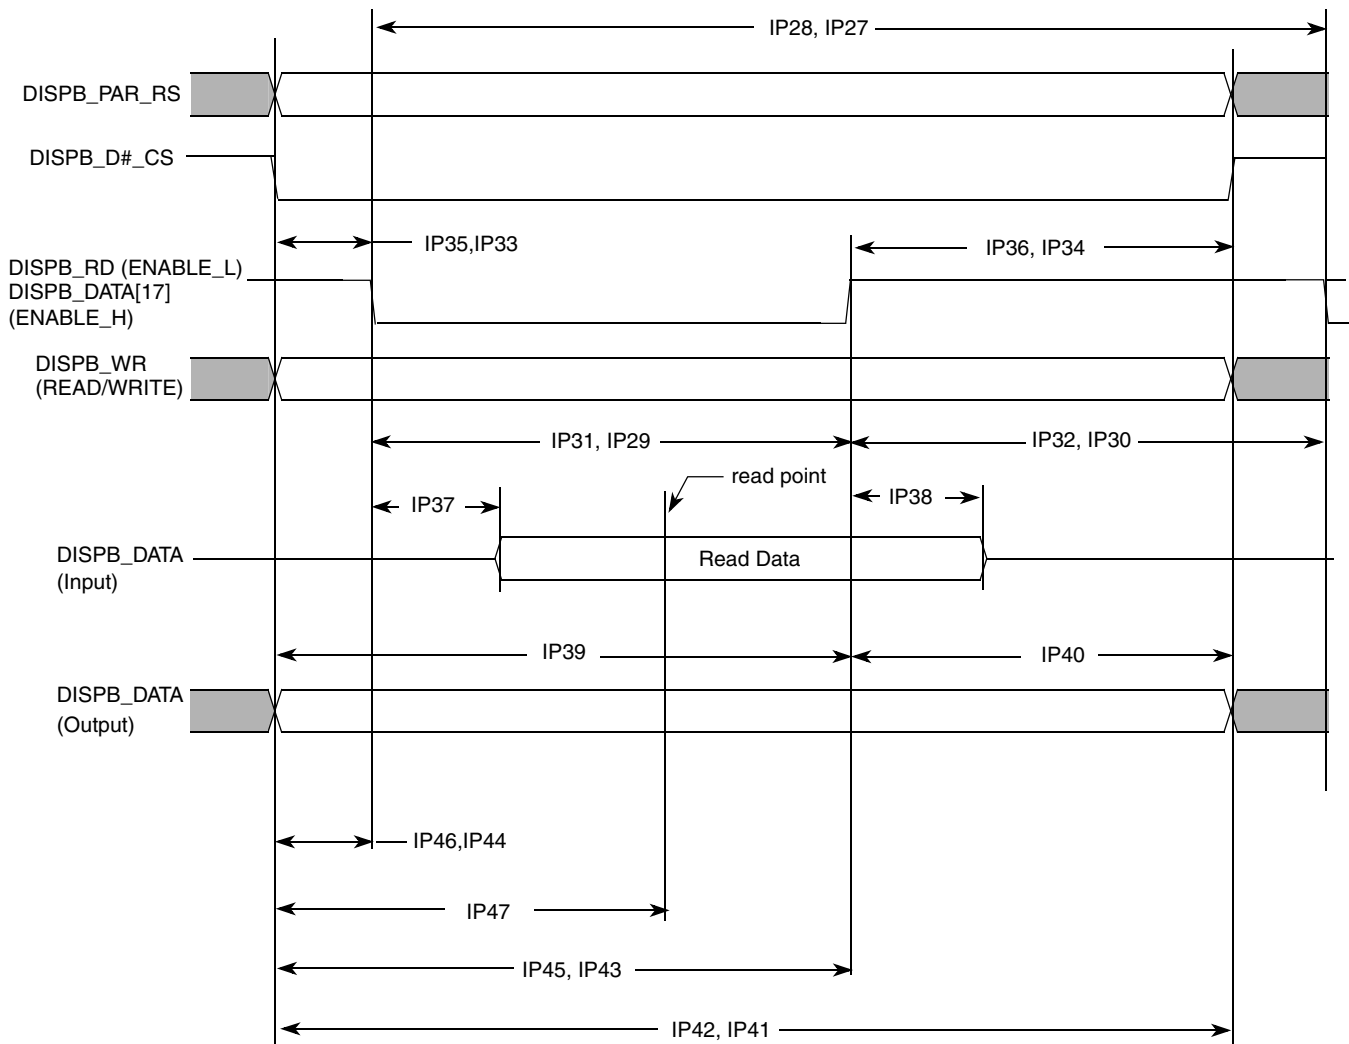 IP28, IP27
DISPB_PAR_RS
DISPB_D#_CS
IP35,IP33
IP36, IP34
DISPB_RD (ENABLE_L)
DISPB_DATA[17]
(ENABLE_H)
DISPB_WR
(READ/WRITE)
IP31, IP29
IP32, IP30
read point
IP37
IP38
DISPB_DATA
(Input)
Read Data
IP39
IP40
DISPB_DATA
(Output)
IP46,IP44
IP47
IP45, IP43
IP42, IP41